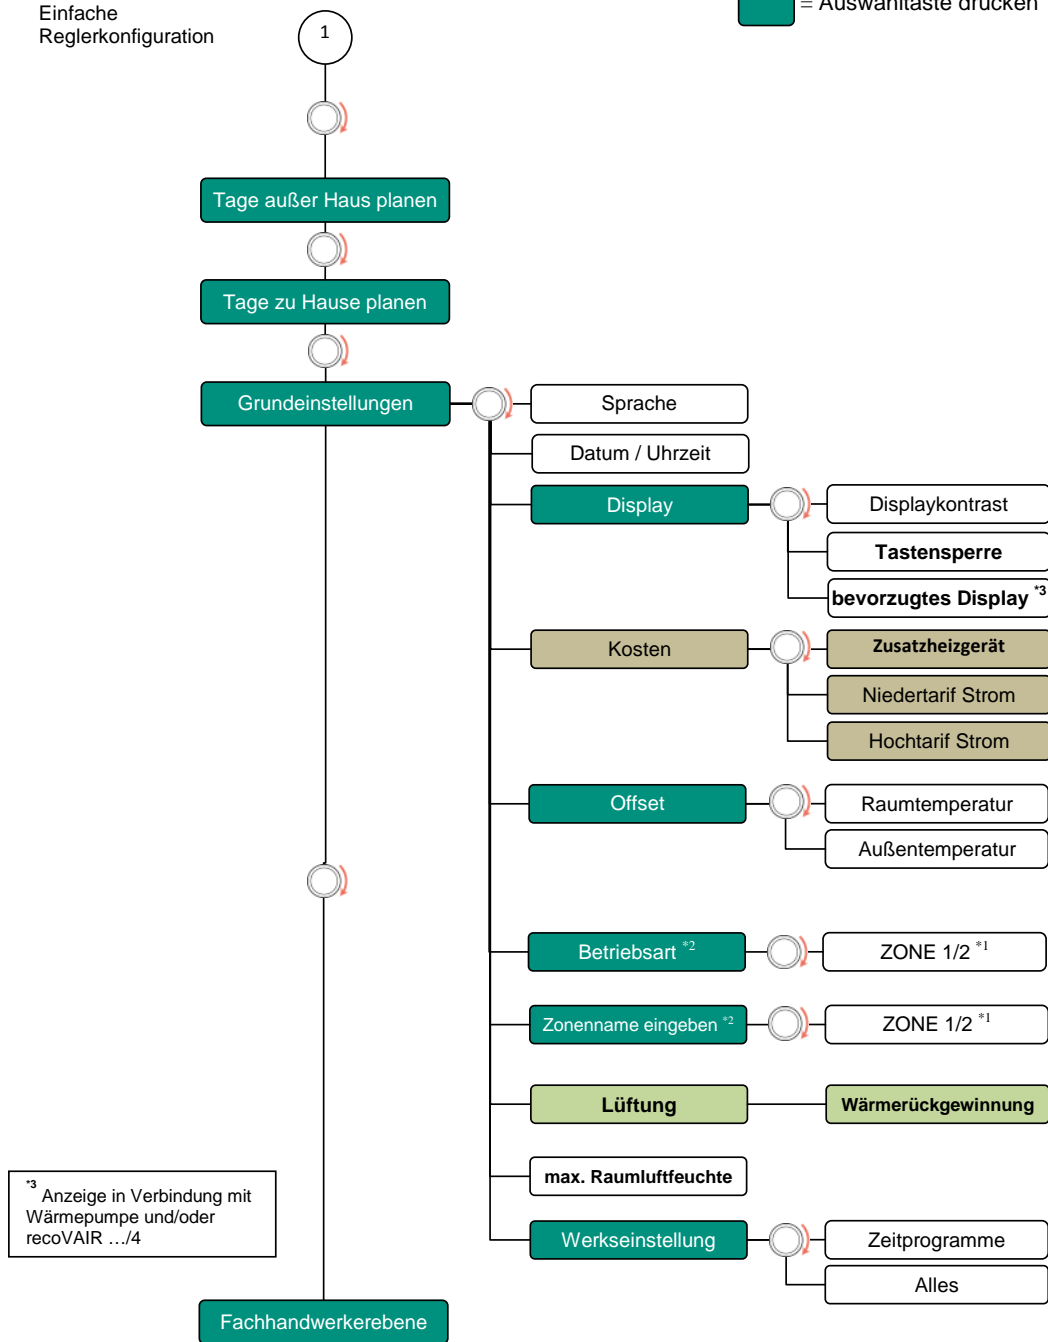 Einfache
Reglerkonfiguration
1
= Auswahltaste drücken
Tage außer Haus planen
Tage zu Hause planen
Grundeinstellungen
Sprache
Datum / Uhrzeit
Display
Displaykontrast
Tastensperre
bevorzugtes Display *3
Kosten
Zusatzheizgerät
Niedertarif Strom
Hochtarif Strom
Offset
Raumtemperatur
Außentemperatur
Betriebsart *2
ZONE 1/2 *1
Zonenname eingeben *2
ZONE 1/2 *1
Lüftung
Wärmerückgewinnung
max. Raumluftfeuchte
Werkseinstellung
Zeitprogramme
Alles
*3 Anzeige in Verbindung mit
Wärmepumpe und/oder
recoVAIR .../4
Fachhandwerkerebene